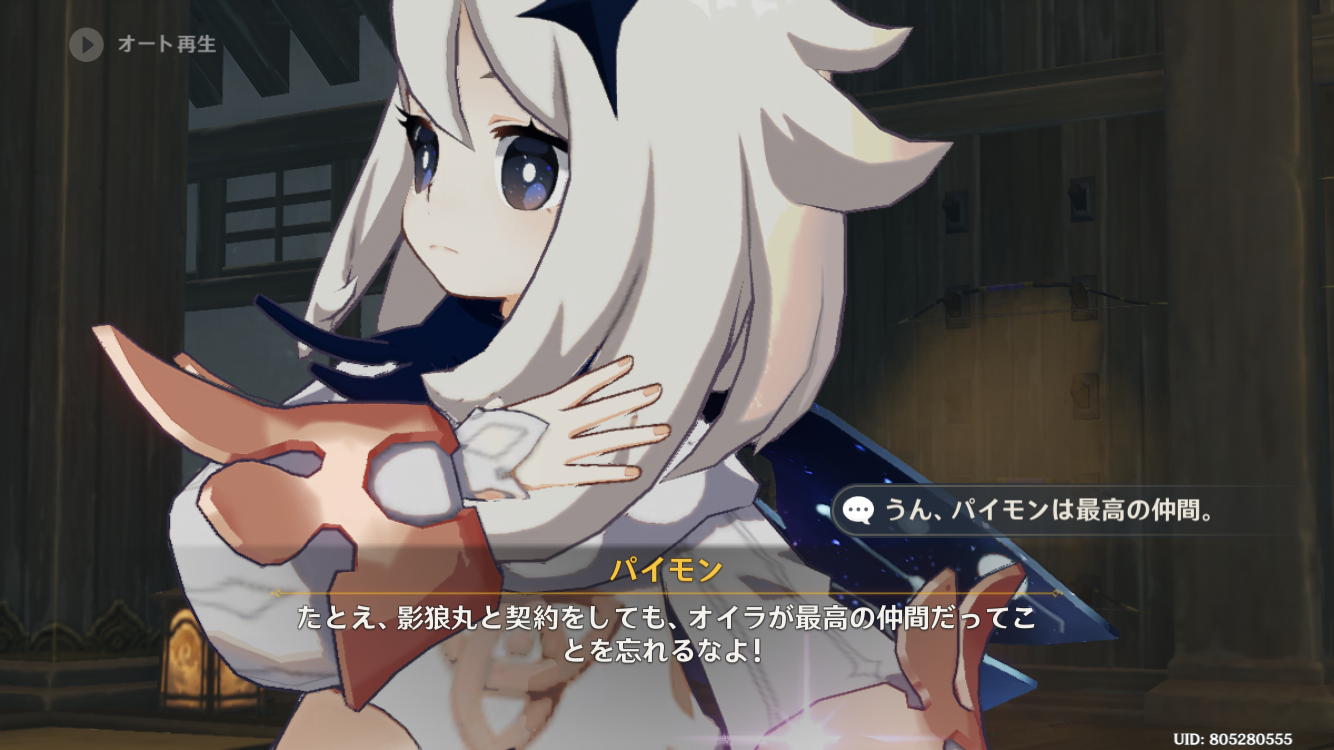 オート再生
うん、パイモンは最高の仲間。
パイモン
たとえ、影狼丸と契約をしても、オイラが最高の仲間だってこ
とを忘れるなよ！
UID: 805280555